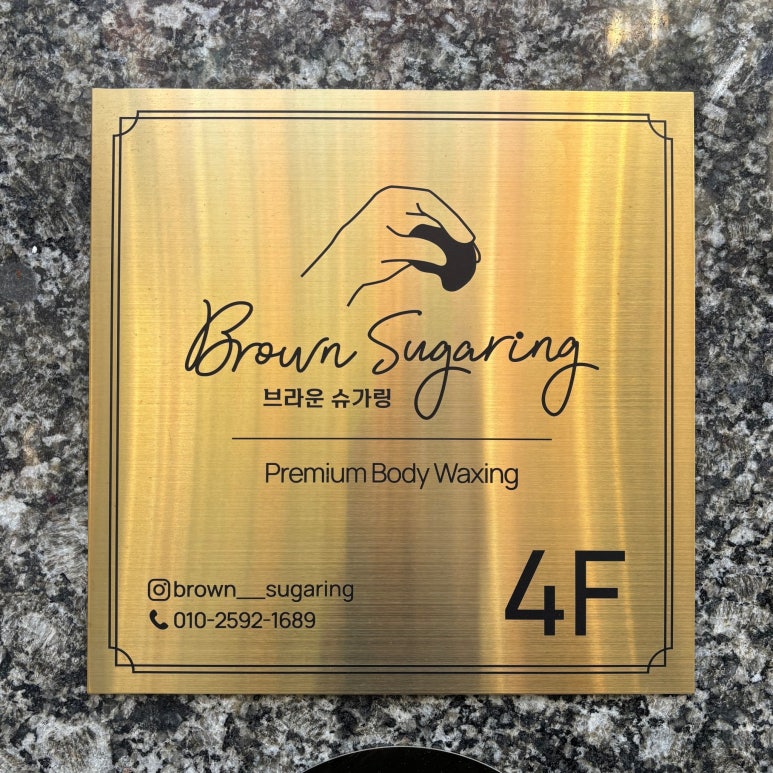 Brown Sugaring
브라운 슈가링
Premium Body Waxing
brown__sugaring
010-2592-1689
4F